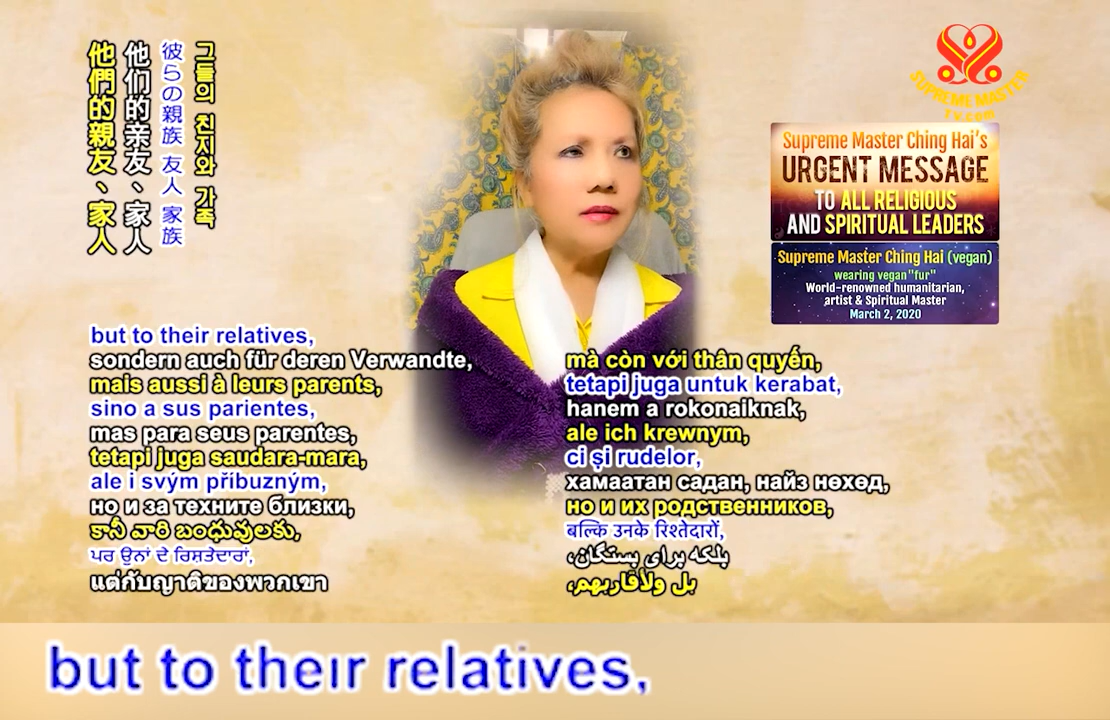 그들의 친지와 가족
彼らの親族 友人 家族
他们的亲友、家人
他們的親友、家人
SUPREME MASTER
TV.com
Supreme Master Ching Hai's
URGENT MESSAGE
TO ALL RELIGIOUS
AND SPIRITUAL LEADERS
Supreme Master Ching Hai (vegan)
wearing vegan "fur"
World-renowned humanitarian,
artist & Spiritual Master
March 2, 2020
but to their relatives,
sondern auch für deren Verwandte,
mais aussi à leurs parents,
sino a sus parientes,
mas para seus parentes,
tetapi juga saudara-mara,
ale i svým příbuzným,
но и за техните близки,
కానీ వారి బంధువులకు,
ਪਰ ਉਨਾਂ ਦੇ ਰਿਸ਼ਤੇਦਾਰਾਂ,
แต่กับญาติของพวกเขา
mà còn với thân quyến,
tetapi juga untuk kerabat,
hanem a rokonaiknak,
ale ich krewnym,
ci și rudelor,
хамаатан садан, найз нөхөд,
но и их родственников,
बल्कि उनके रिश्तेदारों,
بلکه برای بستگان،
بل ولأقاربهم،
but to their relatives,